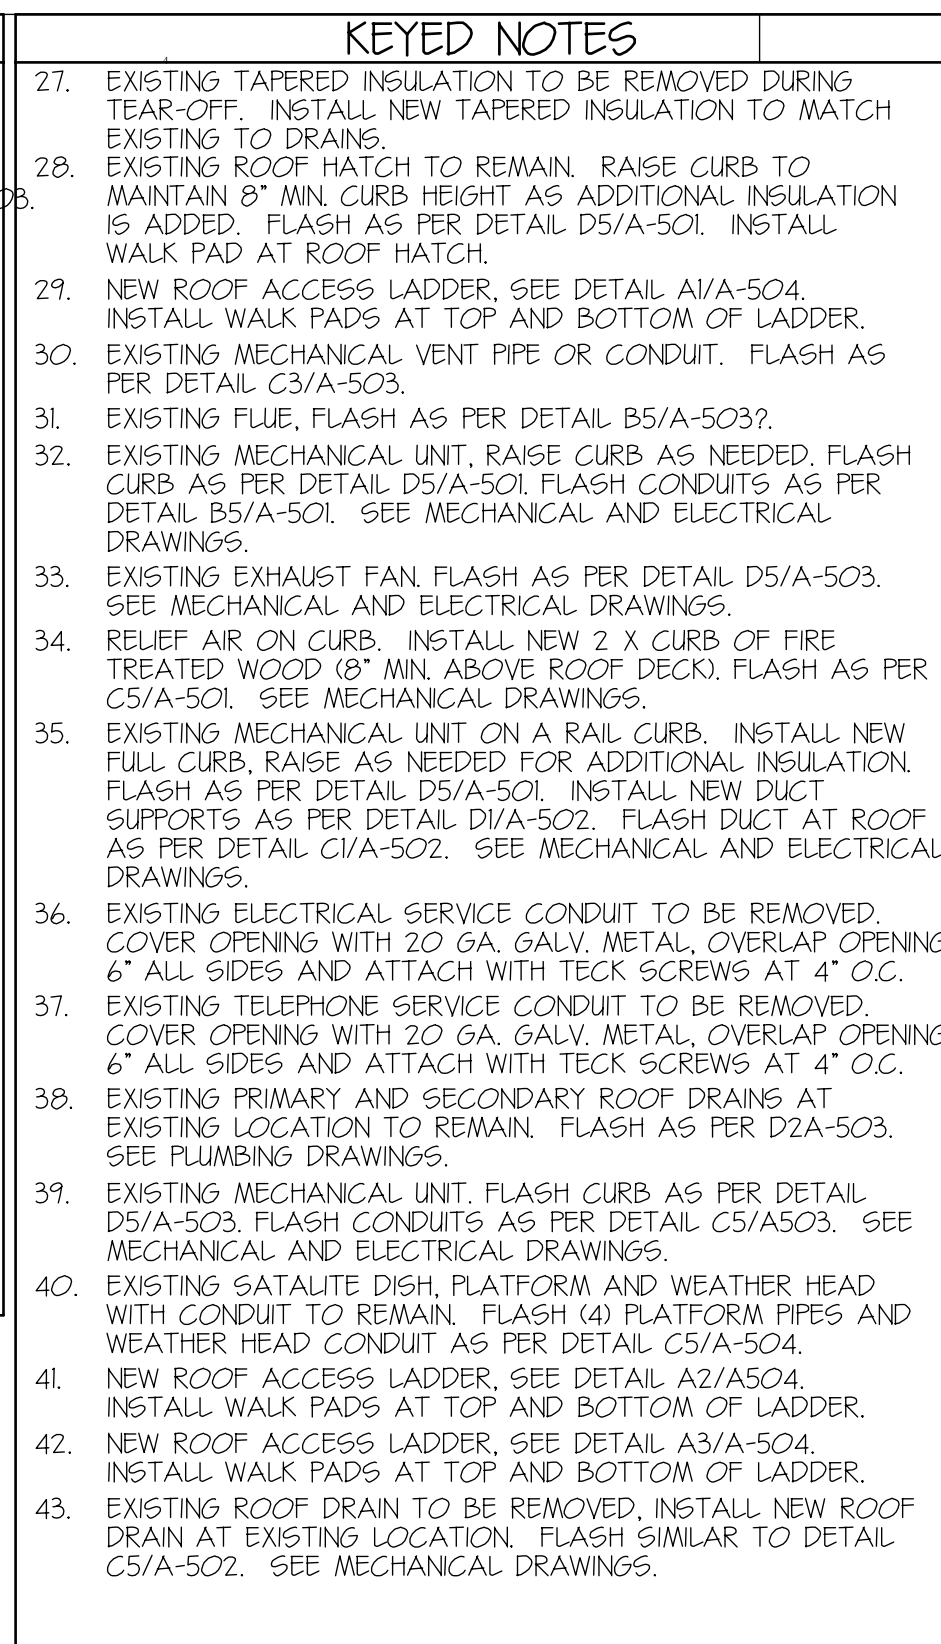 KEYED NOTES
27. EXISTING TAPERED INSULATION TO BE REMOVED DURING
TEAR-OFF. INSTALL NEW TAPERED INSULATION TO MATCH
EXISTING TO DRAINS.
28. EXISTING ROOF HATCH TO REMAIN. RAISE CURB TO
MAINTAIN 8" MIN. CURB HEIGHT AS ADDITIONAL INSULATION
IS ADDED. FLASH AS PER DETAIL D5/A-501. INSTALL
WALK PAD AT ROOF HATCH.
29. NEW ROOF ACCESS LADDER, SEE DETAIL A1/A-504.
INSTALL WALK PADS AT TOP AND BOTTOM OF LADDER.
30. EXISTING MECHANICAL VENT PIPE OR CONDUIT. FLASH AS
PER DETAIL C3/A-503.
31. EXISTING FLUE, FLASH AS PER DETAIL B5/A-503?.
32. EXISTING MECHANICAL UNIT, RAISE CURB AS NEEDED. FLASH
CURB AS PER DETAIL D5/A-501. FLASH CONDUITS AS PER
DETAIL B5/A-501. SEE MECHANICAL AND ELECTRICAL
DRAWINGS.
33. EXISTING EXHAUST FAN. FLASH AS PER DETAIL D5/A-503.
SEE MECHANICAL AND ELECTRICAL DRAWINGS.
34. RELIEF AIR ON CURB. INSTALL NEW 2 X CURB OF FIRE
TREATED WOOD (8" MIN. ABOVE ROOF DECK). FLASH AS PER
C5/A-501. SEE MECHANICAL DRAWINGS.
35. EXISTING MECHANICAL UNIT ON A RAIL CURB. INSTALL NEW
FULL CURB, RAISE AS NEEDED FOR ADDITIONAL INSULATION.
FLASH AS PER DETAIL D5/A-501. INSTALL NEW DUCT
SUPPORTS AS PER DETAIL D1/A-502. FLASH DUCT AT ROOF
AS PER DETAIL C1/A-502. SEE MECHANICAL AND ELECTRICAL
DRAWINGS.
36. EXISTING ELECTRICAL SERVICE CONDUIT TO BE REMOVED.
COVER OPENING WITH 20 GA. GALV. METAL, OVERLAP OPENING
6" ALL SIDES AND ATTACH WITH TECK SCREWS AT 4" O.C.
37. EXISTING TELEPHONE SERVICE CONDUIT TO BE REMOVED.
COVER OPENING WITH 20 GA. GALV. METAL, OVERLAP OPENING
6" ALL SIDES AND ATTACH WITH TECK SCREWS AT 4" O.C.
38. EXISTING PRIMARY AND SECONDARY ROOF DRAINS AT
EXISTING LOCATION TO REMAIN. FLASH AS PER D2A-503.
SEE PLUMBING DRAWINGS.
39. EXISTING MECHANICAL UNIT. FLASH CURB AS PER DETAIL
D5/A-503. FLASH CONDUITS AS PER DETAIL C5/A503. SEE
MECHANICAL AND ELECTRICAL DRAWINGS.
40. EXISTING SATALITE DISH, PLATFORM AND WEATHER HEAD
WITH CONDUIT TO REMAIN. FLASH (4) PLATFORM PIPES AND
WEATHER HEAD CONDUIT AS PER DETAIL C5/A-504.
41. NEW ROOF ACCESS LADDER, SEE DETAIL A2/A504.
INSTALL WALK PADS AT TOP AND BOTTOM OF LADDER.
42. NEW ROOF ACCESS LADDER, SEE DETAIL A3/A-504.
INSTALL WALK PADS AT TOP AND BOTTOM OF LADDER.
43. EXISTING ROOF DRAIN TO BE REMOVED, INSTALL NEW ROOF
DRAIN AT EXISTING LOCATION. FLASH SIMILAR TO DETAIL
C5/A-502. SEE MECHANICAL DRAWINGS.